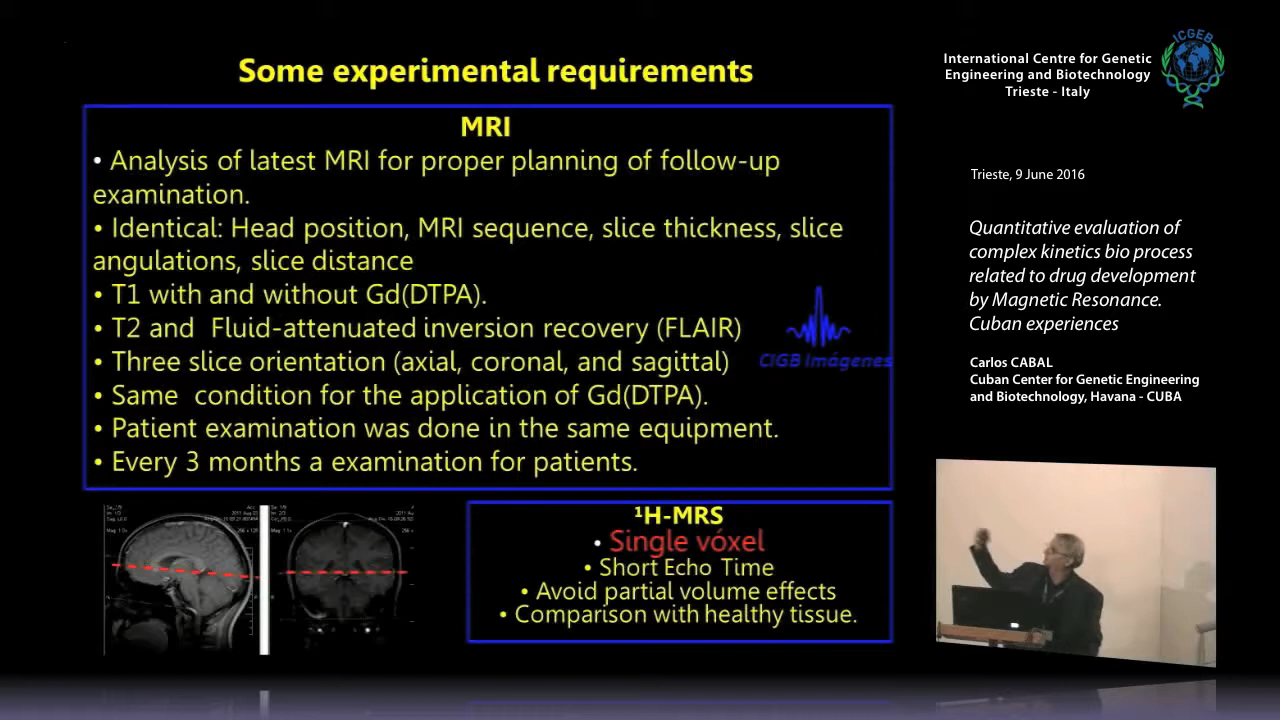 Some experimental requirements
MRI
• Analysis of latest MRI for proper planning of follow-up
examination.
• Identical: Head position, MRI sequence, slice thickness, slice
angulations, slice distance
• T1 with and without Gd(DTPA).
• T2 and Fluid-attenuated inversion recovery (FLAIR)
• Three slice orientation (axial, coronal, and sagittal)
• Same condition for the application of Gd(DTPA).
• Patient examination was done in the same equipment.
• Every 3 months a examination for patients.
CIGB Imágenes
¹H-MRS
• Single vóxel
• Short Echo Time
• Avoid partial volume effects
• Comparison with healthy tissue.
International Centre for Genetic
Engineering and Biotechnology
Trieste - Italy
ICGEB
Trieste, 9 June 2016
Quantitative evaluation of
complex kinetics bio process
related to drug development
by Magnetic Resonance.
Cuban experiences
Carlos CABAL
Cuban Center for Genetic Engineering
and Biotechnology, Havana - CUBA